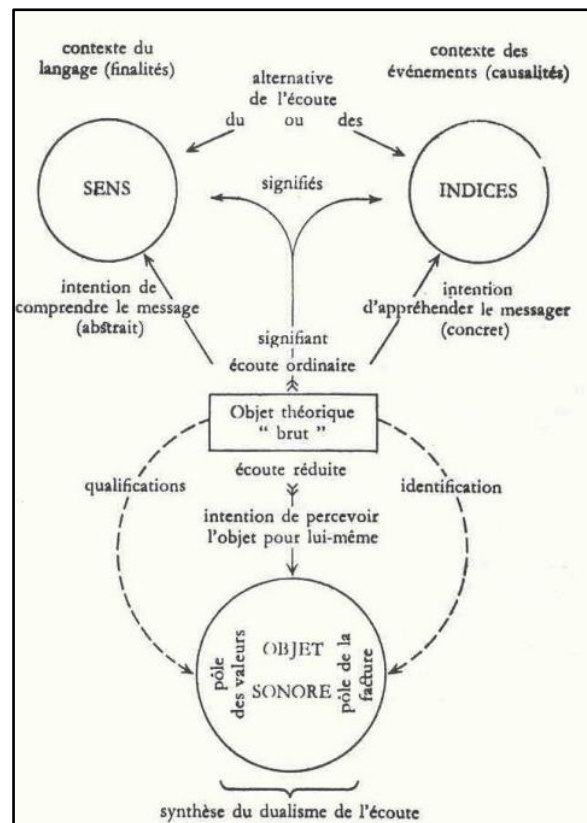 contexte du
langage (finalités)
contexte des
événements (causalités)
alternative
de l'écoute
du ou des
SENS
signifiés
INDICES
intention de
comprendre le message
(abstrait)
intention
d'appréhender le messager
(concret)
signifiant
écoute ordinaire
Objet théorique
" brut "
écoute réduite
qualifications
identification
intention de percevoir
l'objet pour lui-même
pôle
des valeurs
OBJET
SONORE
pôle de la
facture
synthèse du dualisme de l'écoute